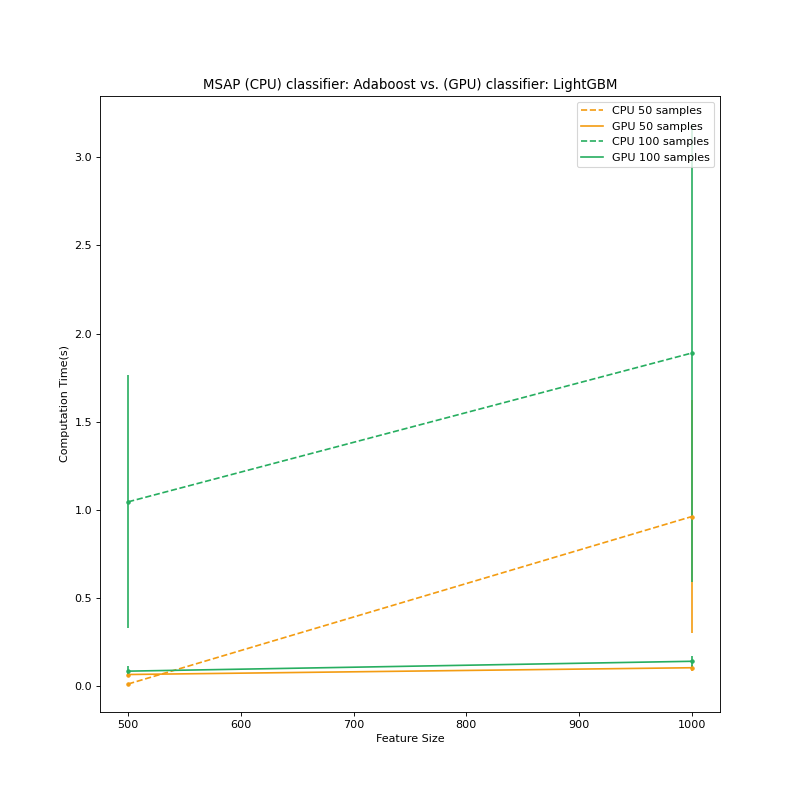 MSAP (CPU) classifier: Adaboost vs. (GPU) classifier: LightGBM
CPU 50 samples
GPU 50 samples
CPU 100 samples
GPU 100 samples
3.0
2.5
2.0
1.5
1.0
0.5
0.0
Computation Time(s)
500 600 700 800 900 1000
Feature Size